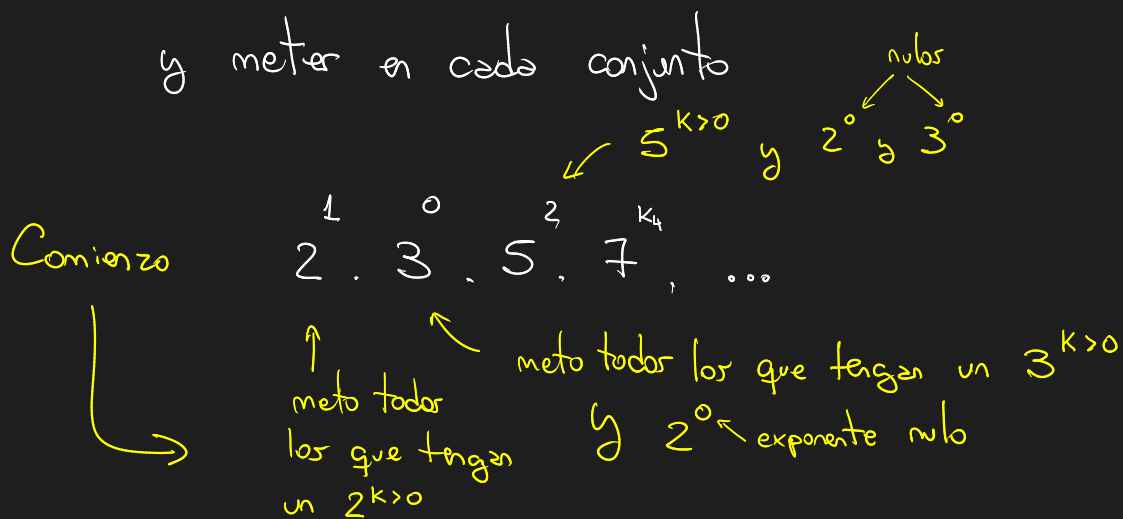 y meter en cada conjunto
nulos
5^{K>0} y 2^0 y 3^0
Comienzo
2^1 . 3^0 . 5^2 . 7^{K_4} . ...
meto todos los que tengan un 3^{K>0}
y 2^0 exponente nulo
meto todos
los que tengan
un 2^{K>0}